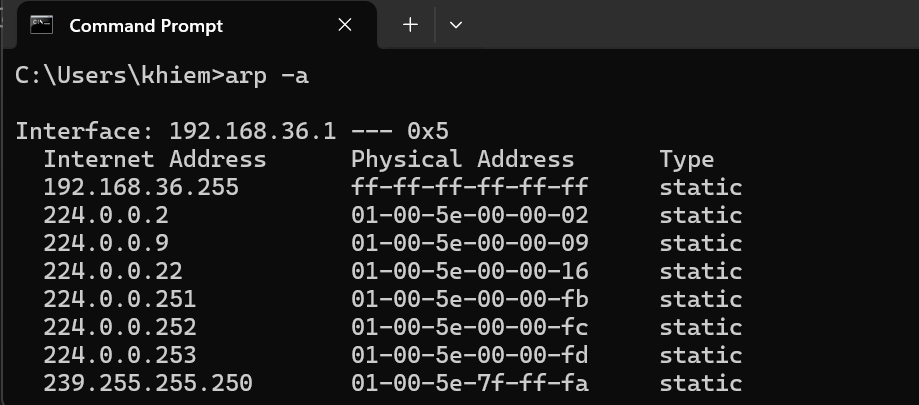 Command Prompt
C:\Users\khiem>arp -a
Interface: 192.168.36.1 --- 0x5
Internet Address Physical Address Type
192.168.36.255 ff-ff-ff-ff-ff-ff static
224.0.0.2 01-00-5e-00-00-02 static
224.0.0.9 01-00-5e-00-00-09 static
224.0.0.22 01-00-5e-00-00-16 static
224.0.0.251 01-00-5e-00-00-fb static
224.0.0.252 01-00-5e-00-00-fc static
224.0.0.253 01-00-5e-00-00-fd static
239.255.255.250 01-00-5e-7f-ff-fa static